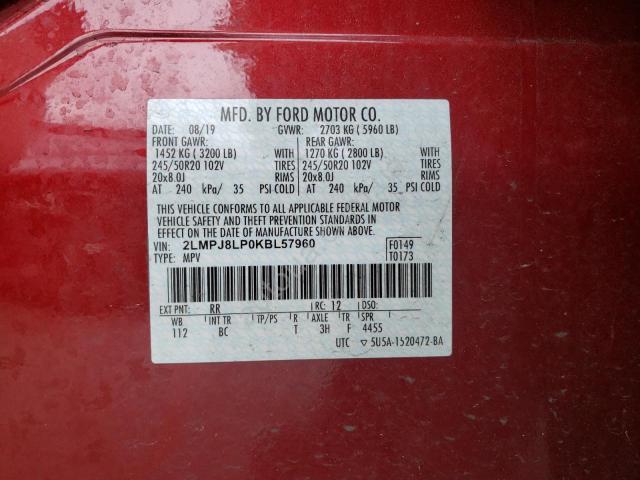 MFD. BY FORD MOTOR CO.
DATE: 08/19 GVWR: 2703 KG ( 5960 LB)
FRONT GAWR: REAR GAWR:
1452 KG ( 3200 LB) WITH 1270 KG ( 2800 LB) WITH
245/50R20 102V TIRES 245/50R20 102V TIRES
20x8.0J RIMS 20x8.0J RIMS
AT 240 kPa/ 35 PSI COLD AT 240 kPa/ 35 PSI COLD
THIS VEHICLE CONFORMS TO ALL APPLICABLE FEDERAL MOTOR
VEHICLE SAFETY AND THEFT PREVENTION STANDARDS IN
EFFECT ON THE DATE OF MANUFACTURE SHOWN ABOVE.
VIN: 2LMPJ8LP0KBL57960 F0149
TYPE: MPV T0173
EXT PNT: RR RC: 12 DSO:
WB INT TR TP/PS R AXLE TR SPR
112 BC T 3H F 4455
UTC ▽ 5U5A-1520472-BA